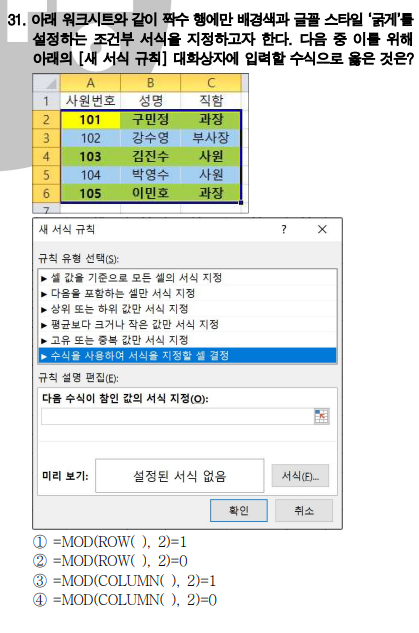 31. 아래 워크시트와 같이 짝수 행에만 배경색과 글꼴 스타일 '굵게'를
설정하는 조건부 서식을 지정하고자 한다. 다음 중 이를 위해
아래의 [새 서식 규칙] 대화상자에 입력할 수식으로 옳은 것은?
A B C
1 사원번호 성명 직함
2 101 구민정 과장
3 102 강수영 부사장
4 103 김진수 사원
5 104 박영수 사원
6 105 이민호 과장
7
새 서식 규칙 ? ×
규칙 유형 선택(S):
► 셀 값을 기준으로 모든 셀의 서식 지정
► 다음을 포함하는 셀만 서식 지정
► 상위 또는 하위 값만 서식 지정
► 평균보다 크거나 작은 값만 서식 지정
► 고유 또는 중복 값만 서식 지정
► 수식을 사용하여 서식을 지정할 셀 결정
규칙 설명 편집(E):
다음 수식이 참인 값의 서식 지정(O):
미리 보기: 설정된 서식 없음 서식(F)...
확인 취소
① =MOD(ROW( ), 2)=1
② =MOD(ROW( ), 2)=0
③ =MOD(COLUMN( ), 2)=1
④ =MOD(COLUMN( ), 2)=0